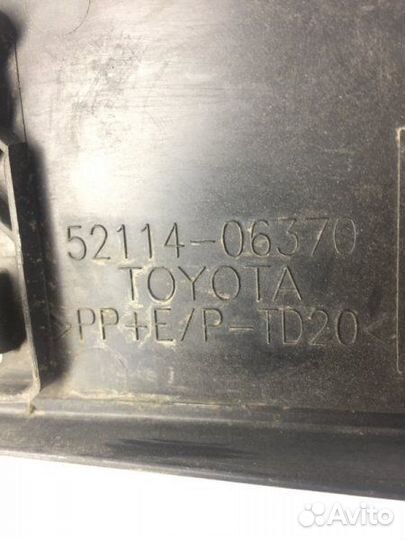 52114-06370
TOYOTA
>PP+E/P-TD20<
Avito